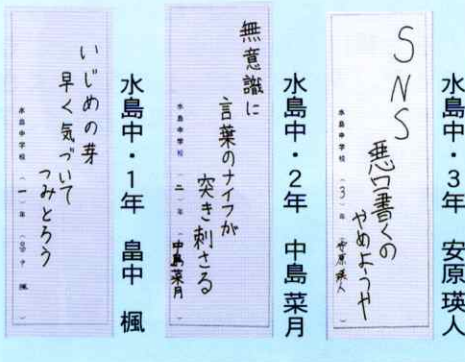 水島中・3年　安原瑛人
SNS
悪口書くの
やめようや
水島中学校（3）年（安原瑛人）
水島中・2年　中島菜月
無意識に
言葉のナイフが
突き刺さる
水島中学校（二）年（中島菜月）
水島中・1年　畠中　楓
いじめの芽
早く気づいて
つみとろう
水島中学校（一）年（畠中　楓）